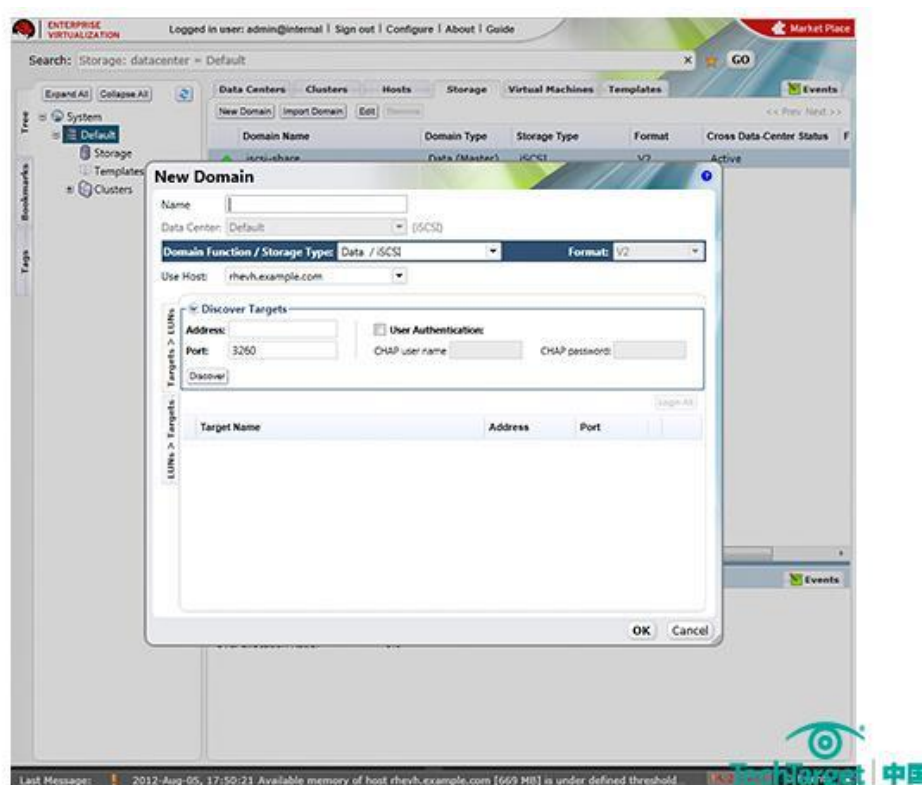 ENTERPRISE
VIRTUALIZATION
Logged in user: admin@internal | Sign out | Configure | About | Guide
Market Place
Search: Storage: datacenter = Default
× GO
Expand All Collapse All
Data Centers Clusters Hosts Storage Virtual Machines Templates
Events
New Domain Import Domain Edit Remove
<< Prev Next >>
Domain Name Domain Type Storage Type Format Cross Data-Center Status F
iscsi-share Data (Master) iSCSI V2 Active
Tree
Bookmarks
Tags
System
Default
Storage
Templates
Clusters
New Domain
Name
Data Center: Default (iSCSI)
Domain Function / Storage Type: Data / iSCSI Format: V2
Use Host: rhevh.example.com
Targets > LUNs
LUNs > Targets
Discover Targets
Address: User Authentication:
Port: 3260 CHAP user name CHAP password:
Discover
Login All
Target Name Address Port
OK Cancel
Events
Last Message: 2012-Aug-05, 17:50:21 Available memory of host rhevh.example.com [669 MB] is under defined threshold
TechTarget 中国